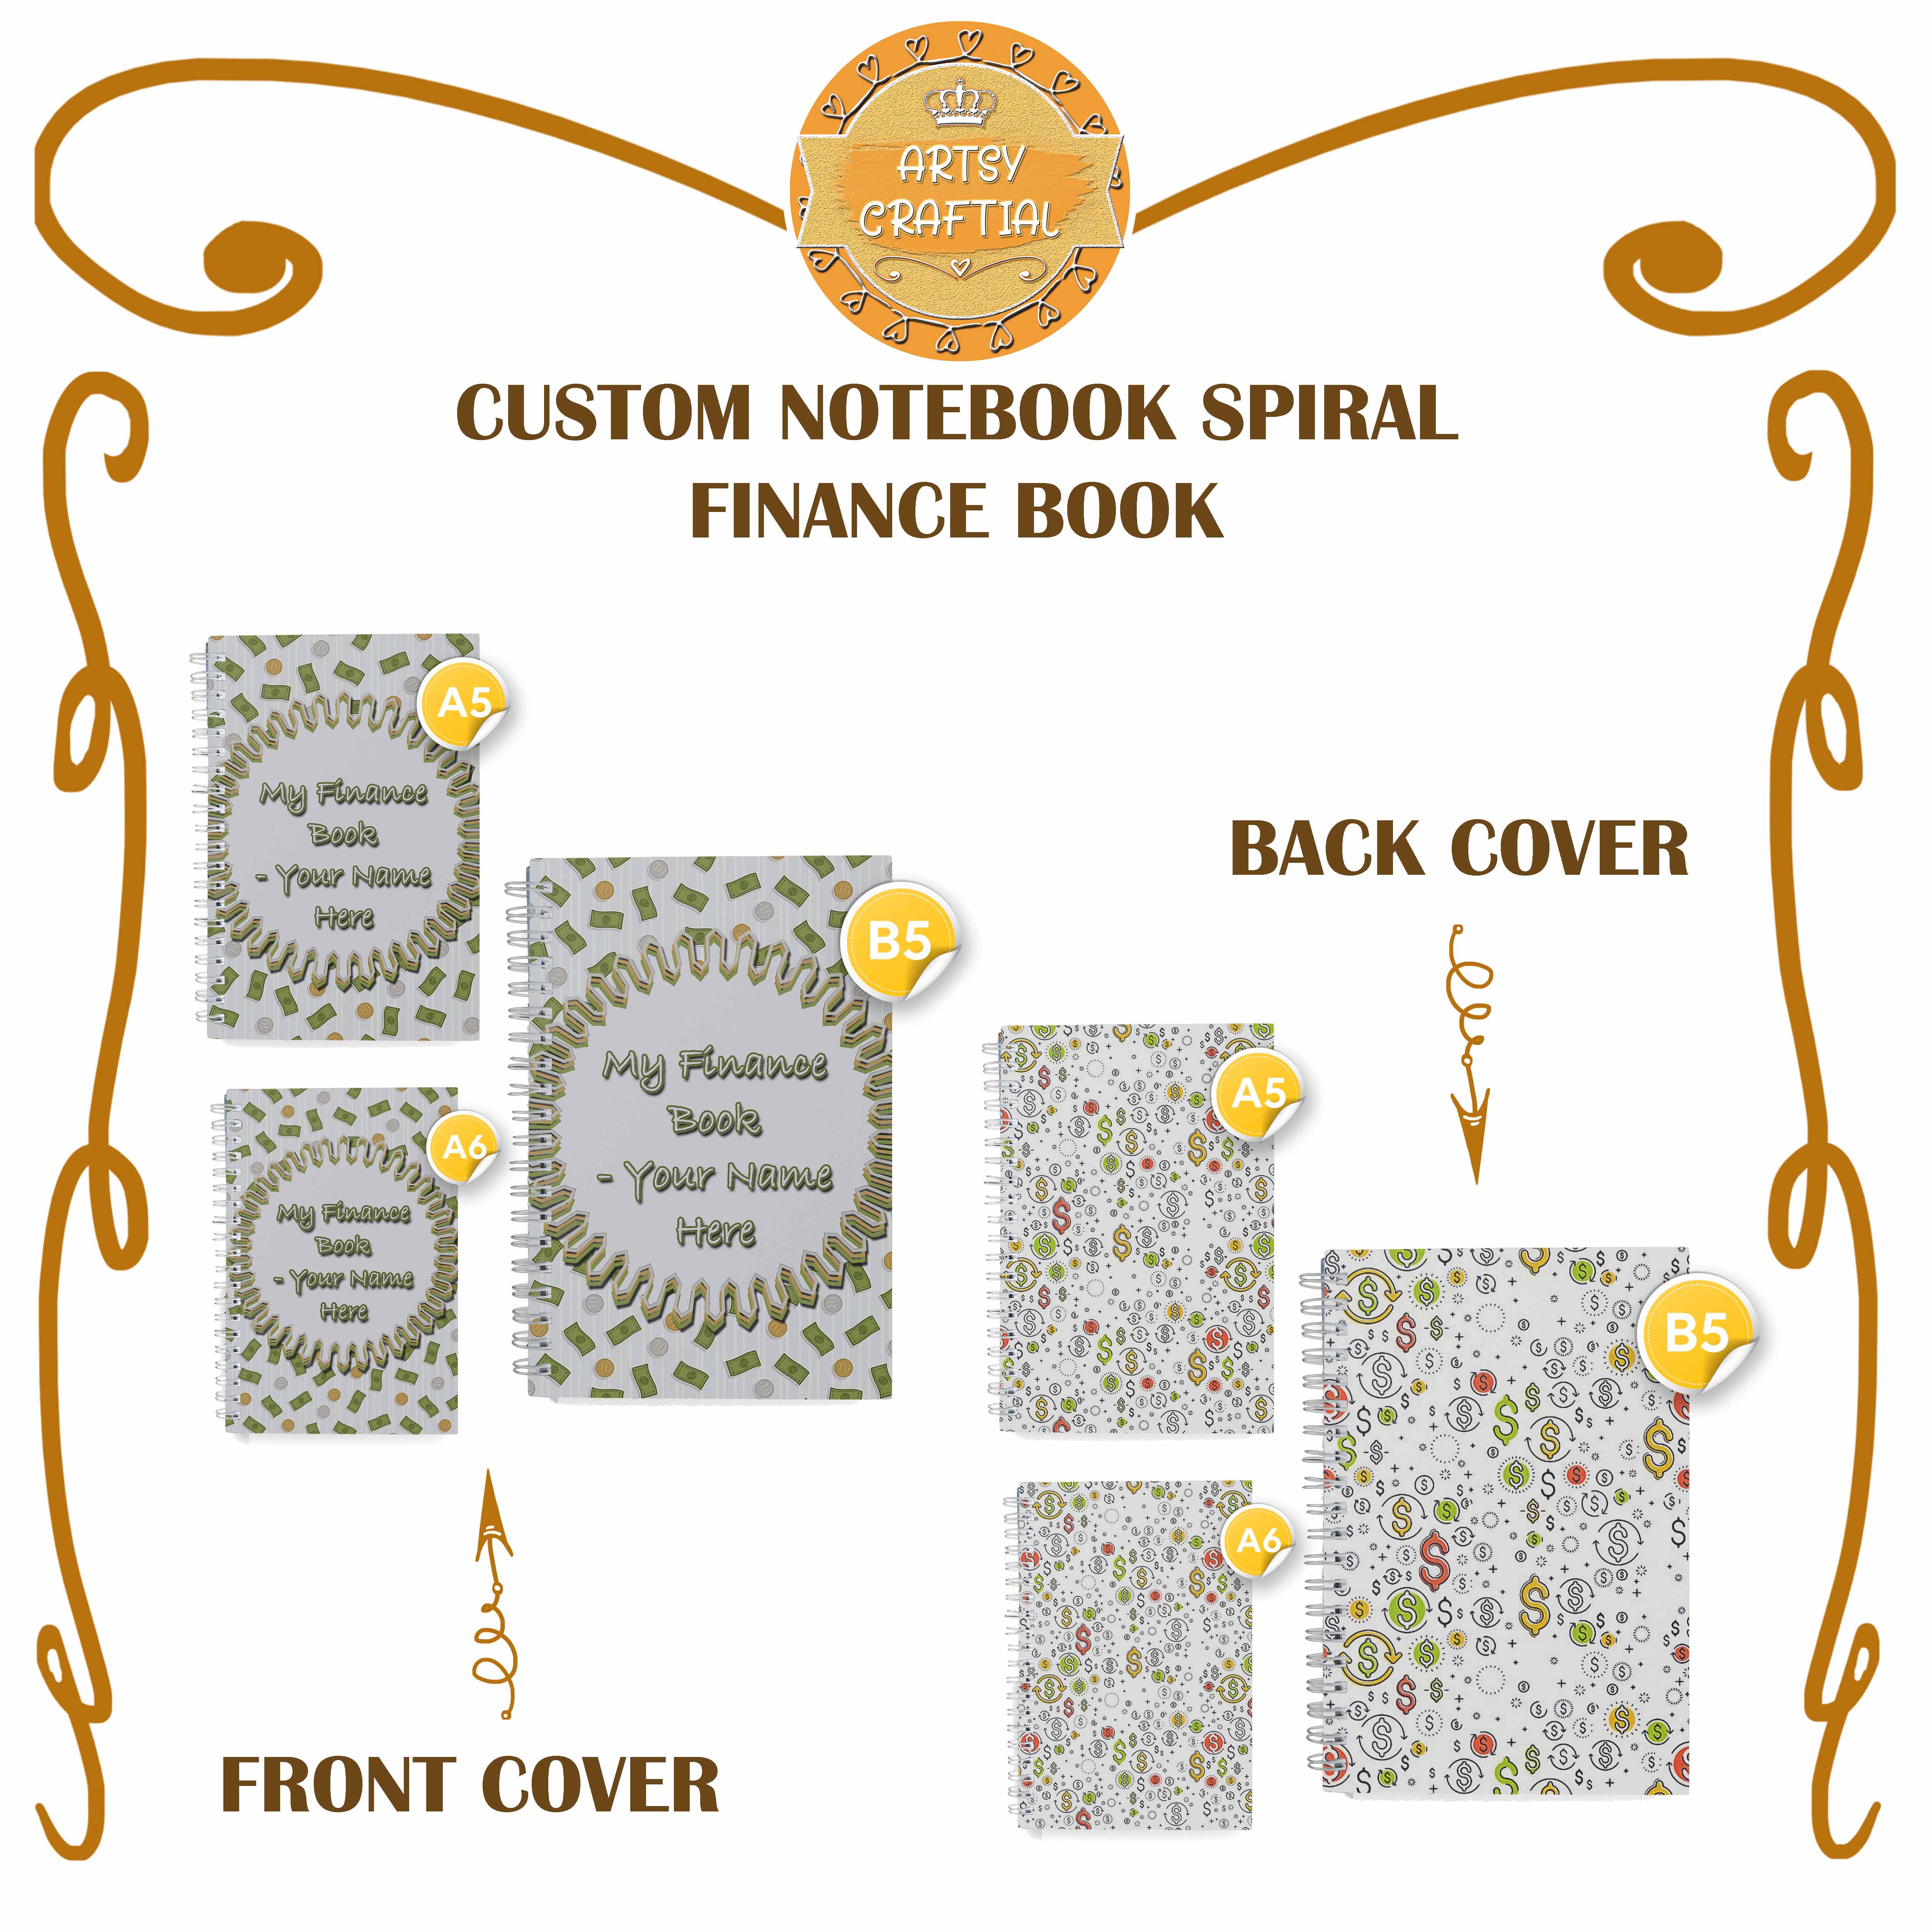 ARTSY
CRAFTIAL
CUSTOM NOTEBOOK SPIRAL
FINANCE BOOK
A5
My Finance
Book
- Your Name
Here
B5
My Finance
Book
- Your Name
Here
A6
My Finance
Book
- Your Name
Here
FRONT COVER
BACK COVER
A5
B5
A6